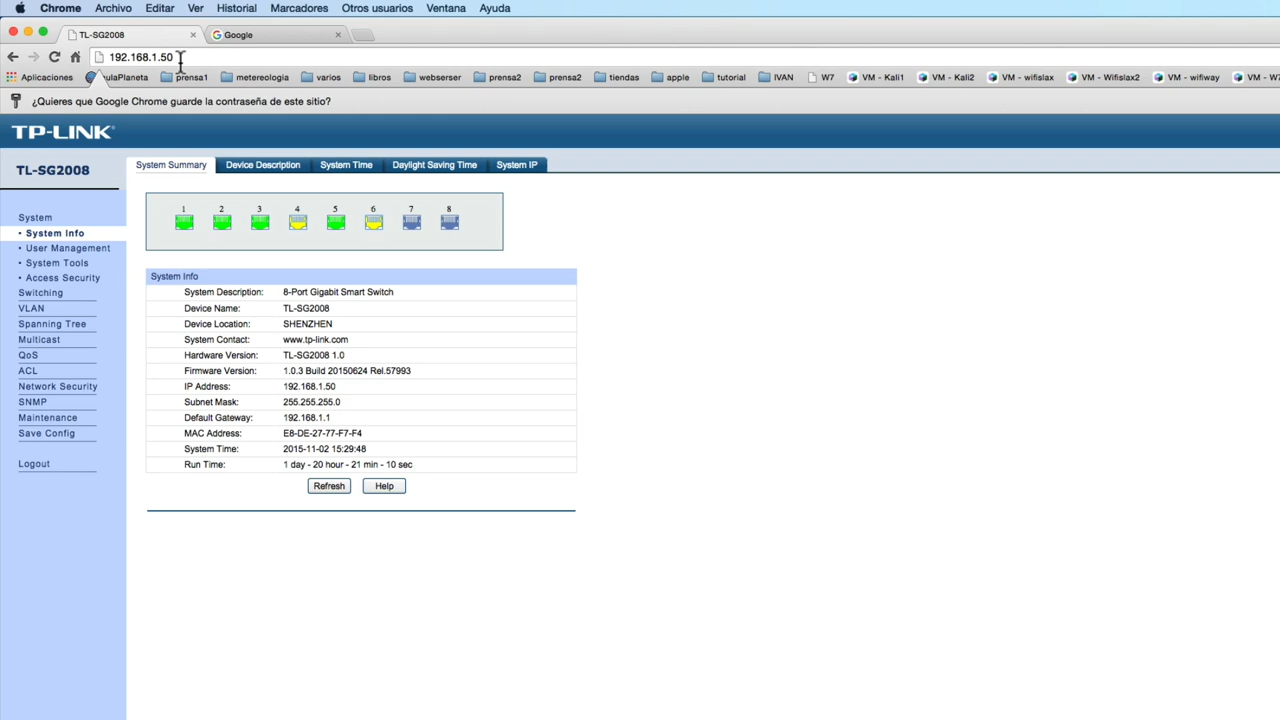 Chrome Archivo Editar Ver Historial Marcadores Otros usuarios Ventana Ayuda
TL-SG2008 Google
192.168.1.50
Aplicaciones prensa1 metereologia varios libros webserser prensa2 prensa2 tiendas apple tutorial IVAN W7 VM - Kali1 VM - Kali2 VM - wifislax VM - Wifislax2 VM - wifiway VM - W7
¿Quieres que Google Chrome guarde la contraseña de este sitio?
TP-LINK
TL-SG2008
System Summary Device Description System Time Daylight Saving Time System IP
System
• System Info
• User Management
• System Tools
• Access Security
Switching
VLAN
Spanning Tree
Multicast
QoS
ACL
Network Security
SNMP
Maintenance
Save Config
Logout
1 2 3 4 5 6 7 8
System Info
System Description: 8-Port Gigabit Smart Switch
Device Name: TL-SG2008
Device Location: SHENZHEN
System Contact: www.tp-link.com
Hardware Version: TL-SG2008 1.0
Firmware Version: 1.0.3 Build 20150624 Rel.57993
IP Address: 192.168.1.50
Subnet Mask: 255.255.255.0
Default Gateway: 192.168.1.1
MAC Address: E8-DE-27-77-F7-F4
System Time: 2015-11-02 15:29:48
Run Time: 1 day - 20 hour - 21 min - 10 sec
Refresh Help